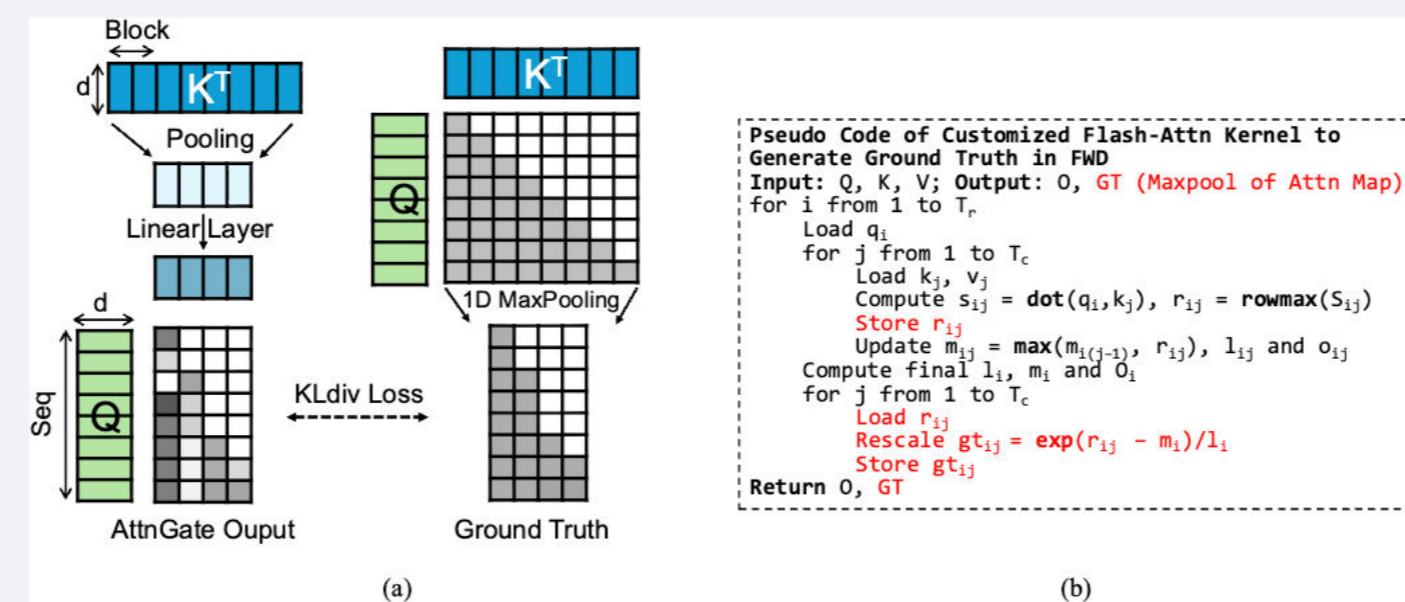 Block
d
K^T
Pooling
Linear Layer
d
Seq
Q
AttnGate Ouput
KLdiv Loss
K^T
Q
1D MaxPooling
Ground Truth
(a)
Pseudo Code of Customized Flash-Attn Kernel to
Generate Ground Truth in FWD
Input: Q, K, V; Output: O, GT (Maxpool of Attn Map)
for i from 1 to T_r
Load q_i
for j from 1 to T_c
Load k_j, v_j
Compute s_ij = dot(q_i,k_j), r_ij = rowmax(S_ij)
Store r_ij
Update m_ij = max(m_i(j-1), r_ij), l_ij and o_ij
Compute final l_i, m_i and O_i
for j from 1 to T_c
Load r_ij
Rescale gt_ij = exp(r_ij - m_i)/l_i
Store gt_ij
Return O, GT
(b)